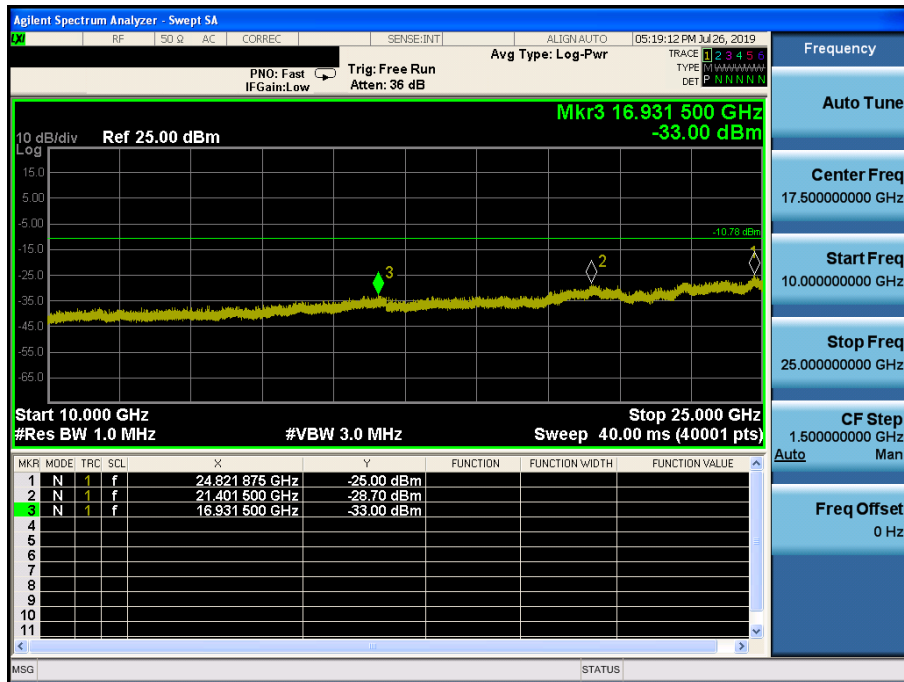 Agilent Spectrum Analyzer - Swept SA
LXI RF 50 Ω AC CORREC SENSE:INT ALIGN AUTO 05:19:12 PM Jul 26, 2019
Avg Type: Log-Pwr
TRACE 1 2 3 4 5 6
TYPE M W W W W W
DET P N N N N N
PNO: Fast Trig: Free Run
IFGain:Low Atten: 36 dB
Mkr3 16.931 500 GHz
-33.00 dBm
10 dB/div Ref 25.00 dBm
Log
15.0
5.00
-5.00
-10.78 dBm
-15.0
1
2
3
-25.0
-35.0
-45.0
-55.0
-65.0
Start 10.000 GHz Stop 25.000 GHz
#Res BW 1.0 MHz #VBW 3.0 MHz Sweep 40.00 ms (40001 pts)
MKR MODE TRC SCL X Y FUNCTION FUNCTION WIDTH FUNCTION VALUE
1 N 1 f 24.821 875 GHz -25.00 dBm
2 N 1 f 21.401 500 GHz -28.70 dBm
3 N 1 f 16.931 500 GHz -33.00 dBm
4
5
6
7
8
9
10
11
MSG STATUS
Frequency
Auto Tune
Center Freq
17.500000000 GHz
Start Freq
10.000000000 GHz
Stop Freq
25.000000000 GHz
CF Step
1.500000000 GHz
Auto Man
Freq Offset
0 Hz